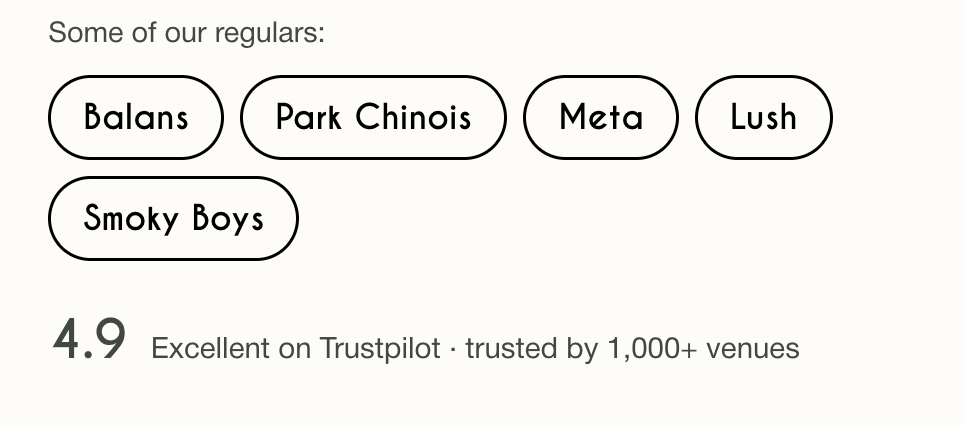 Some of our regulars:
Balans Park Chinois Meta Lush
Smoky Boys
4.9 Excellent on Trustpilot · trusted by 1,000+ venues